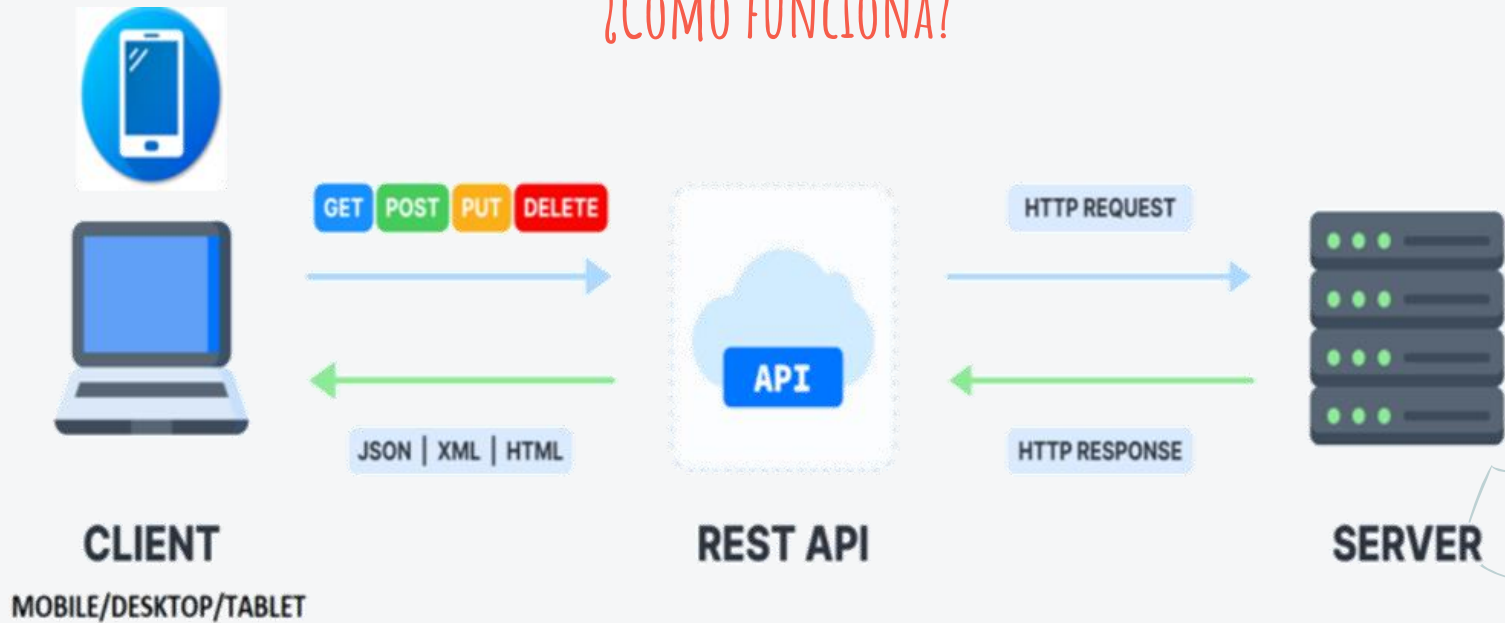 ¿COMO FUNCIONA?
GET POST PUT DELETE
HTTP REQUEST
API
JSON | XML | HTML
HTTP RESPONSE
CLIENT
REST API
SERVER
MOBILE/DESKTOP/TABLET